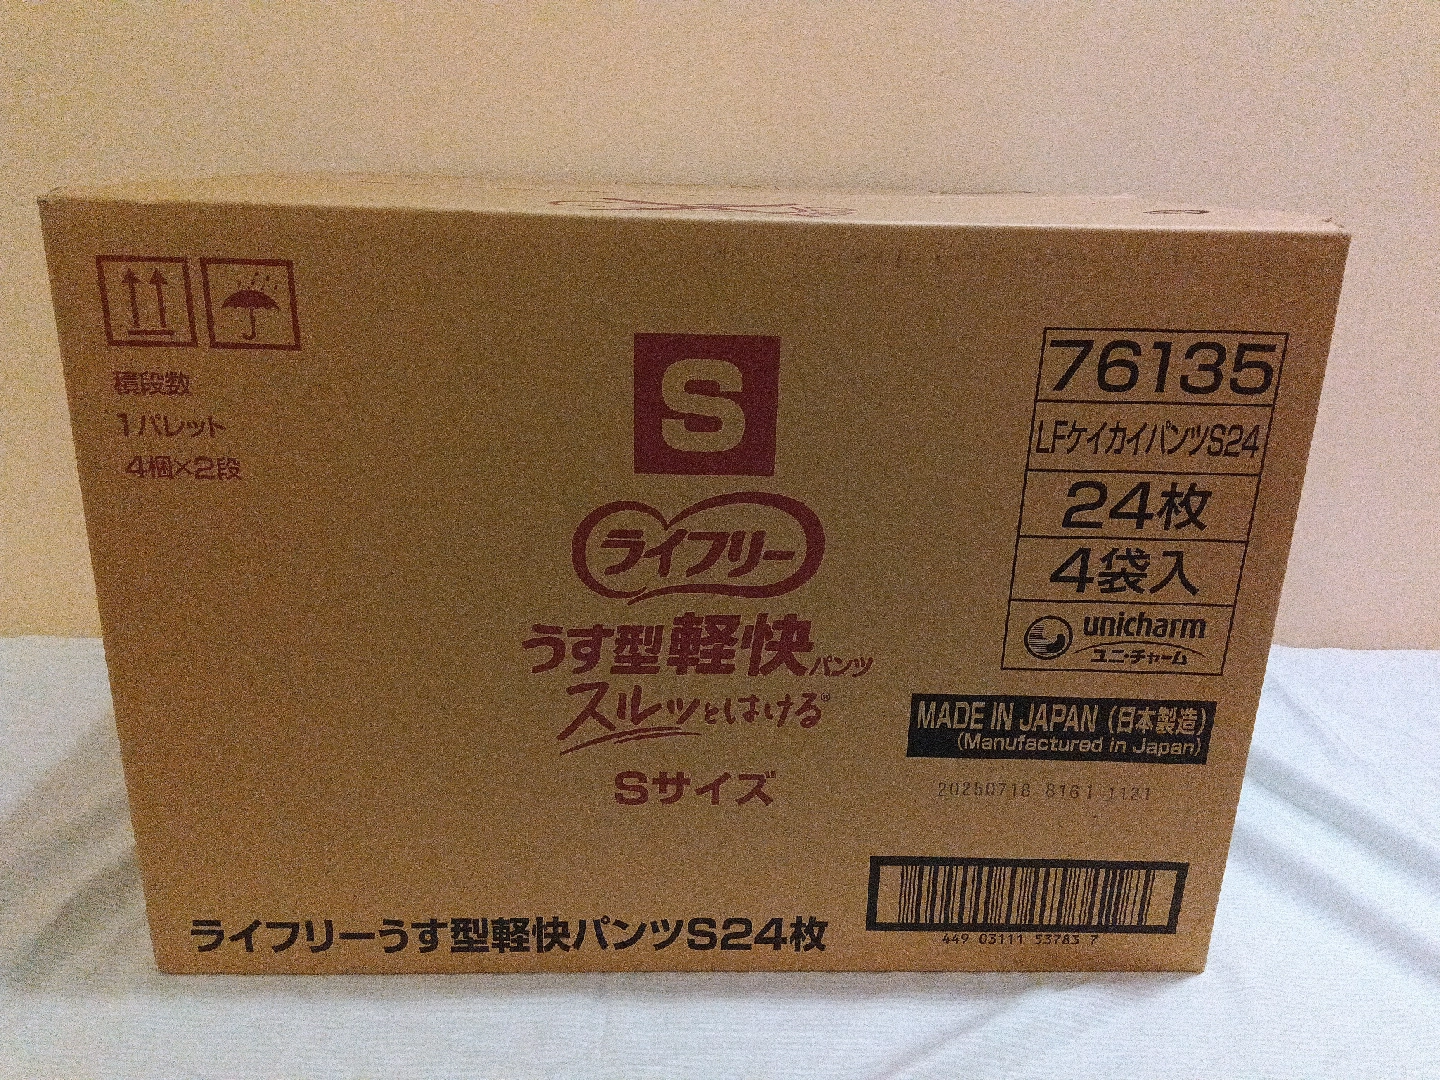 積段数
1パレット
4梱×2段
S
ライフリー
うす型軽快パンツ
スルッとはける®
Sサイズ
76135
LFケイカイパンツS24
24枚
4袋入
unicharm
ユニ・チャーム
MADE IN JAPAN (日本製造)
(Manufactured in Japan)
20250718 8161 1121
449 03111 53783 7
ライフリーうす型軽快パンツS24枚